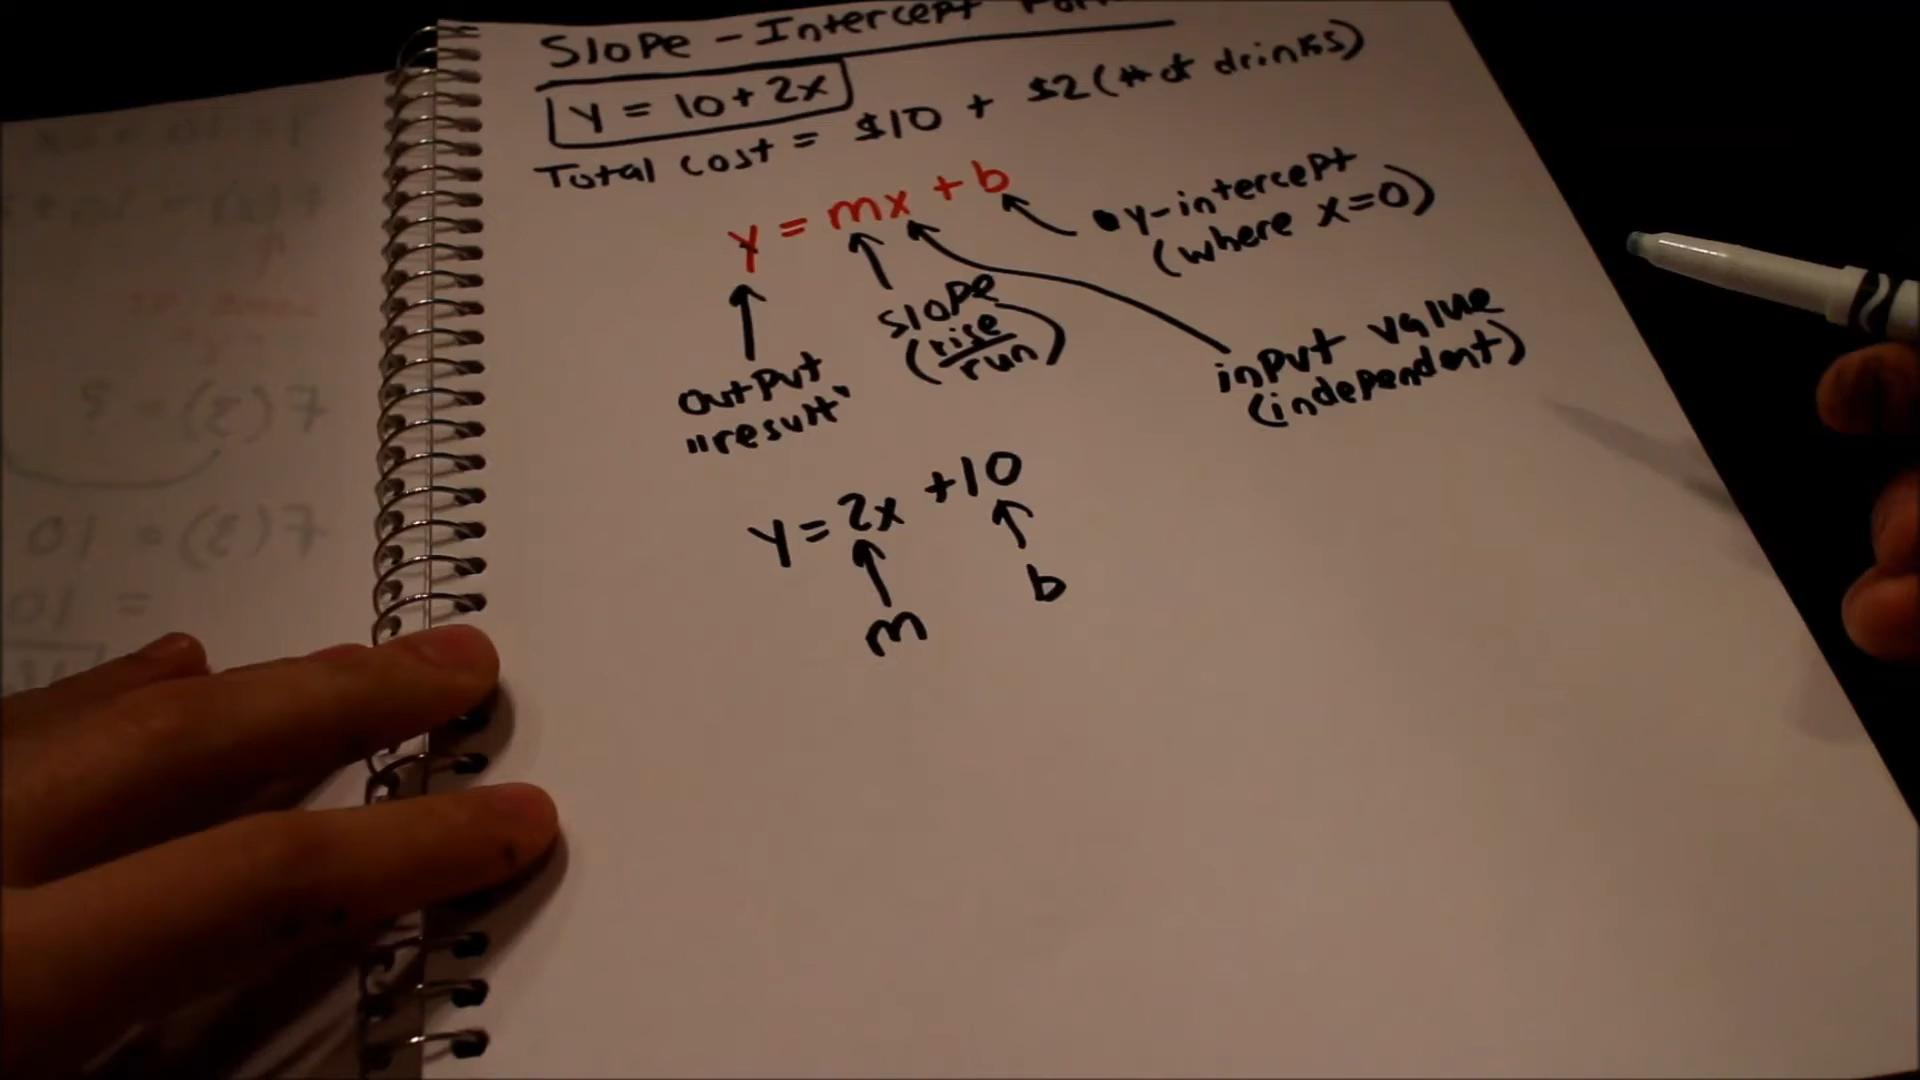 Slope - Intercept
y = 10 + 2x
Total cost = $10 + $2 (# of drinks)
y = mx + b
y-intercept
(where x=0)
slope
(rise/run)
input value
(independent)
output
"result"
y = 2x + 10
m
b